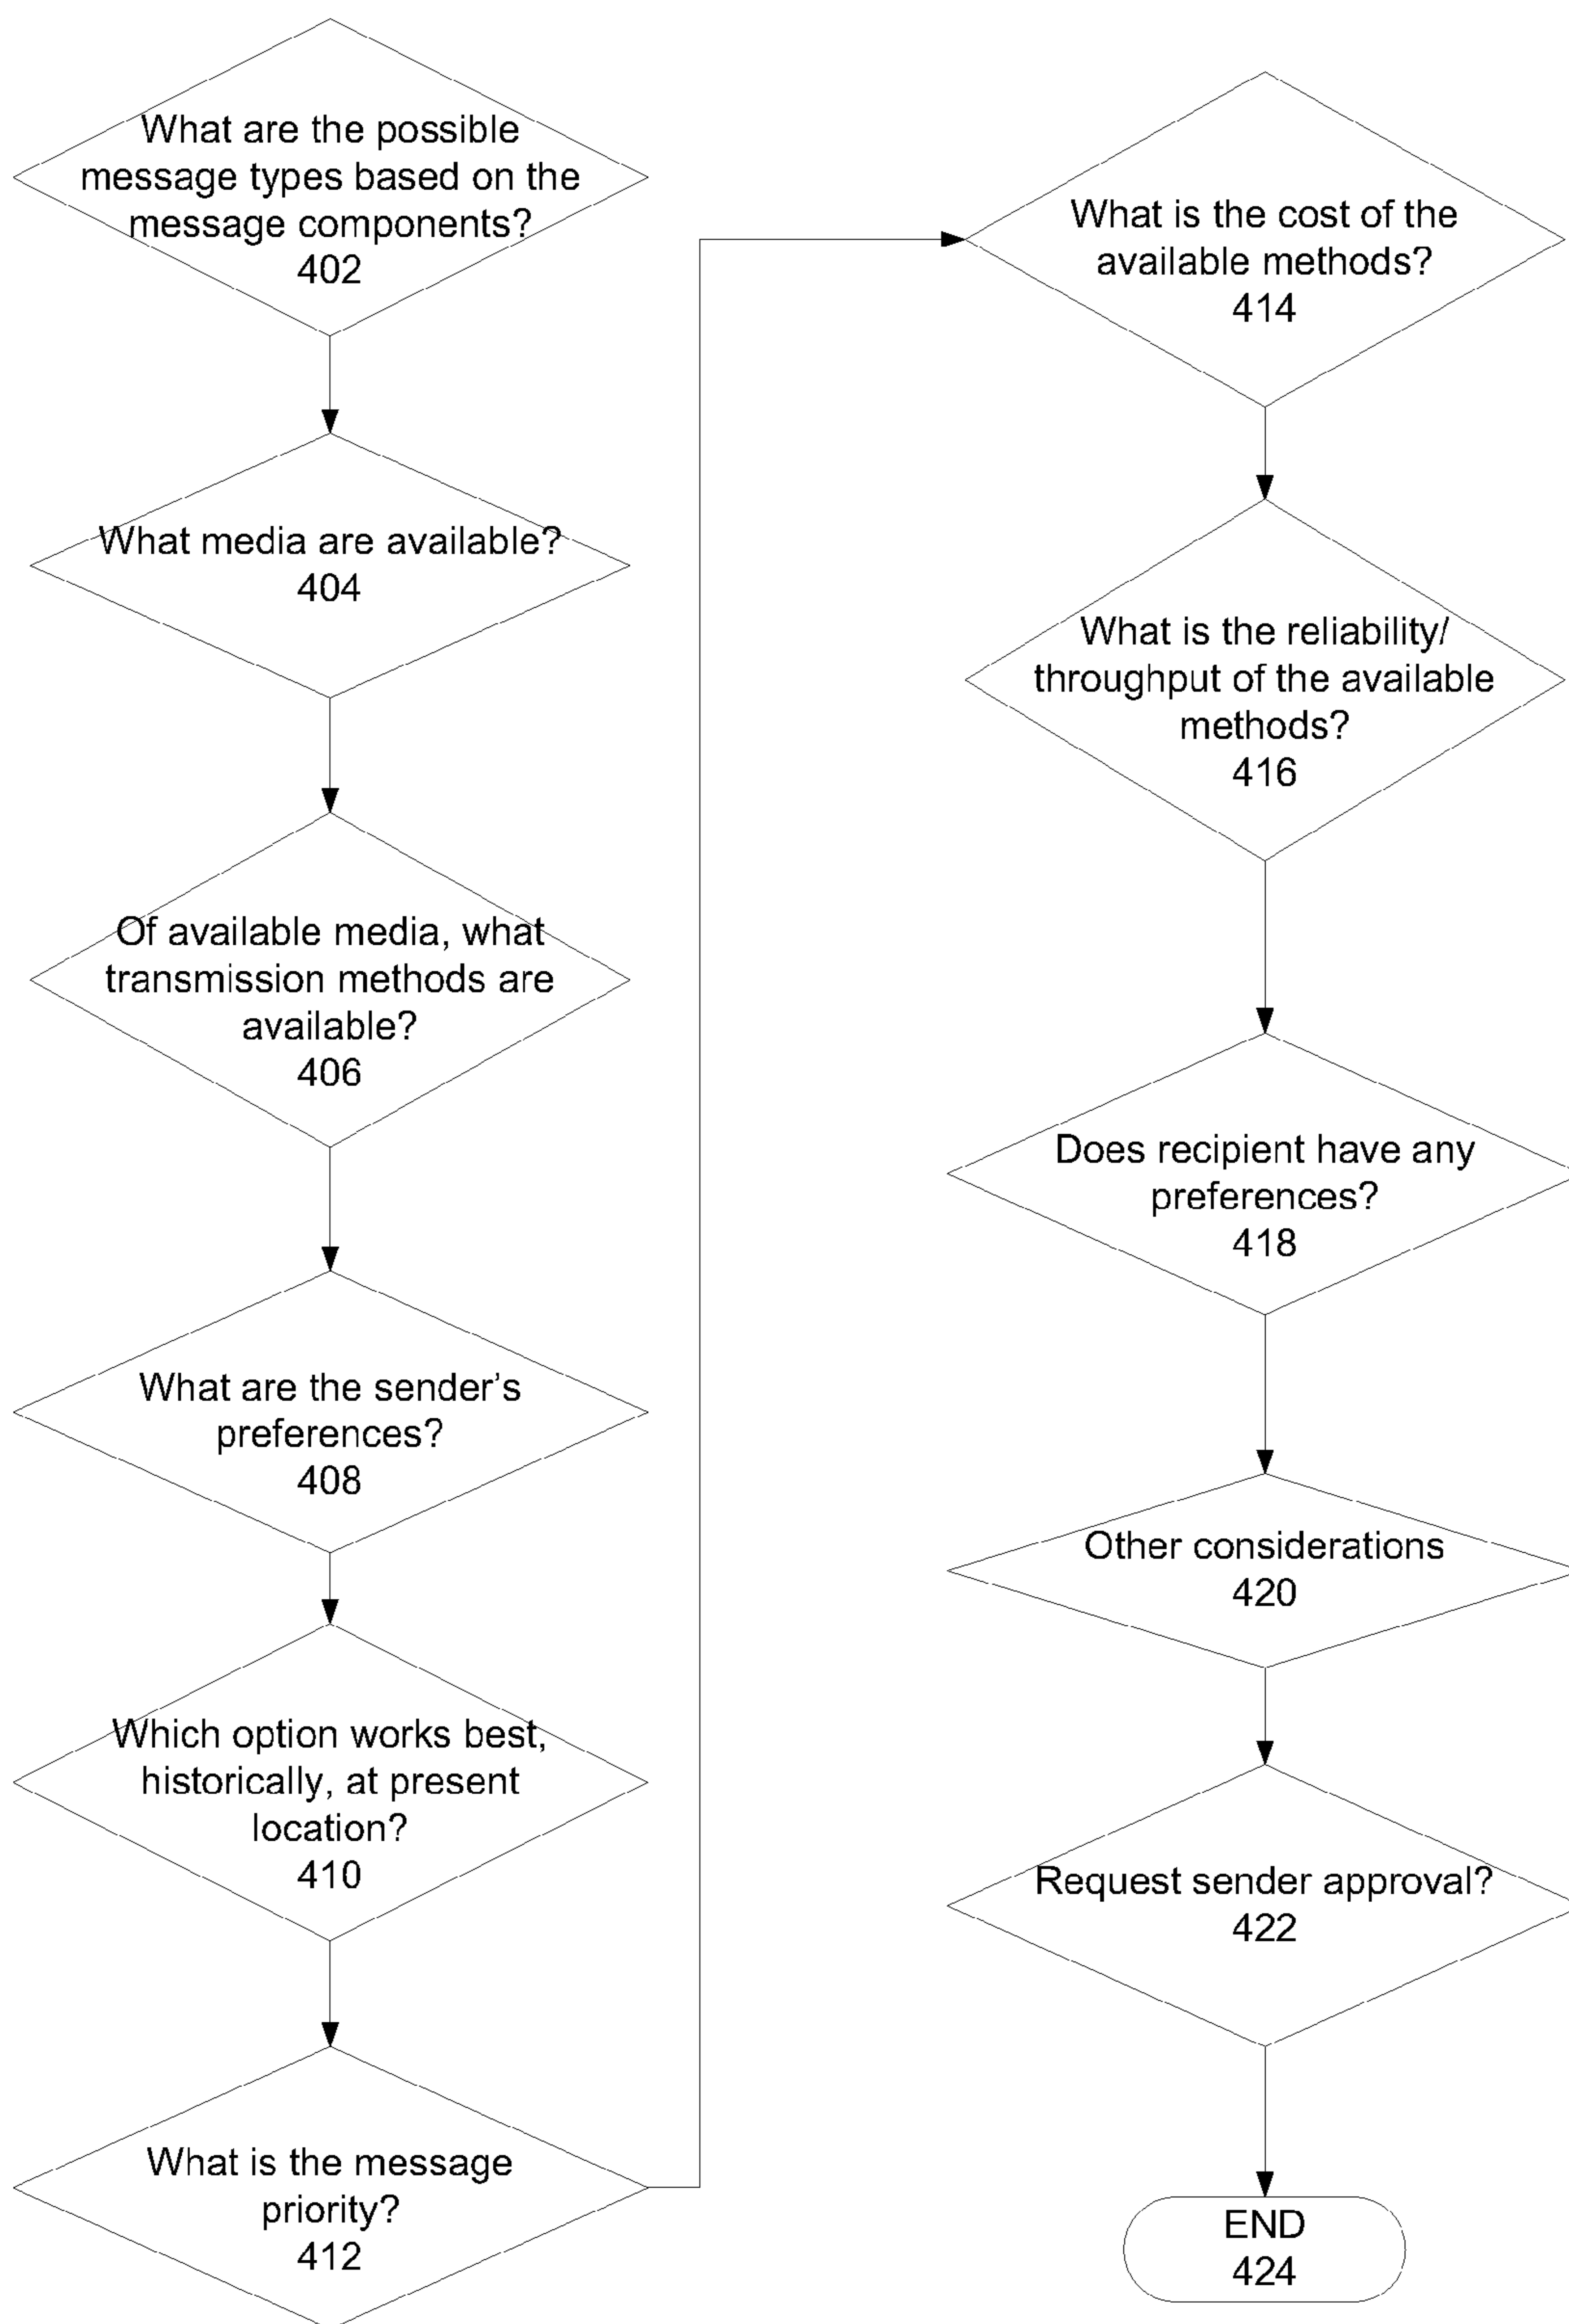 What are the possible
message types based on the
message components?
402
What media are available?
404
Of available media, what
transmission methods are
available?
406
What are the sender’s
preferences?
408
Which option works best,
historically, at present
location?
410
What is the message
priority?
412
What is the cost of the
available methods?
414
What is the reliability/
throughput of the available
methods?
416
Does recipient have any
preferences?
418
Other considerations
420
Request sender approval?
422
END
424